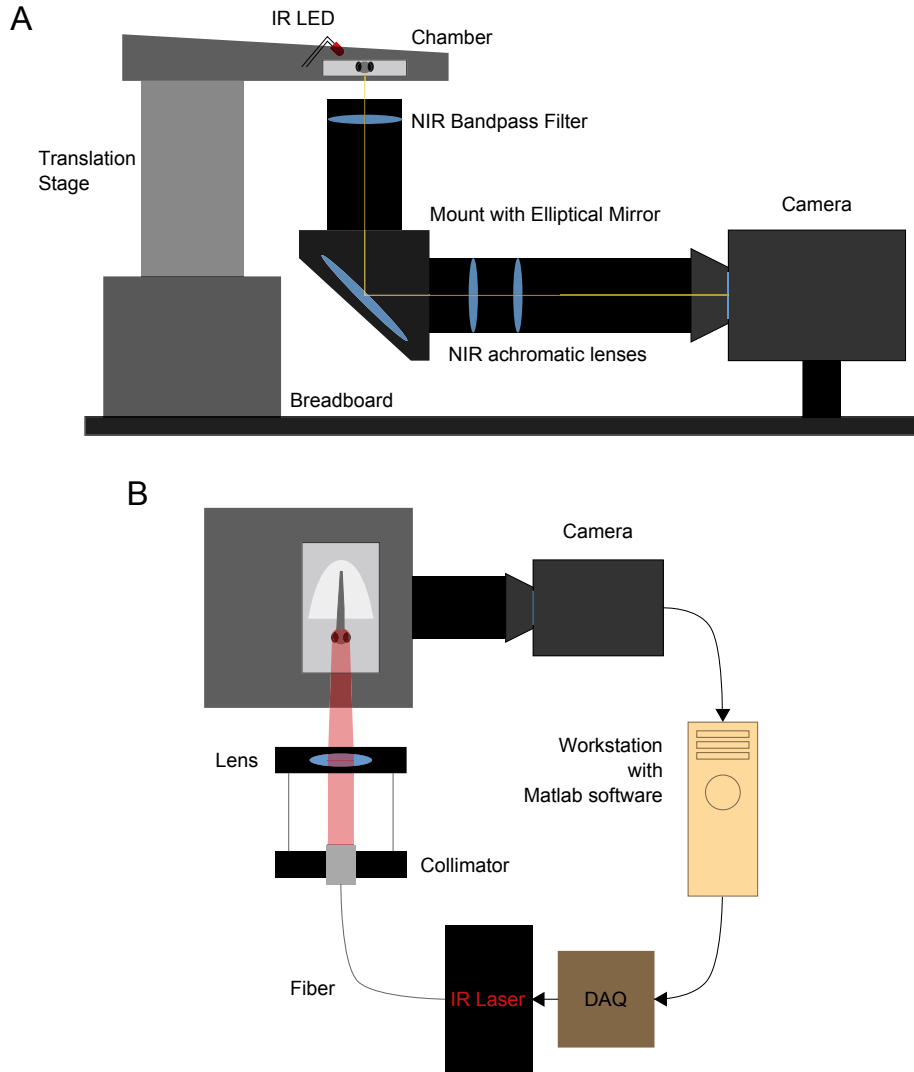 A
IR LED
Chamber
NIR Bandpass Filter
Translation
Stage
Mount with Elliptical Mirror
Camera
NIR achromatic lenses
Breadboard
B
Camera
Lens
Workstation
with
Matlab software
Collimator
Fiber
IR Laser
DAQ